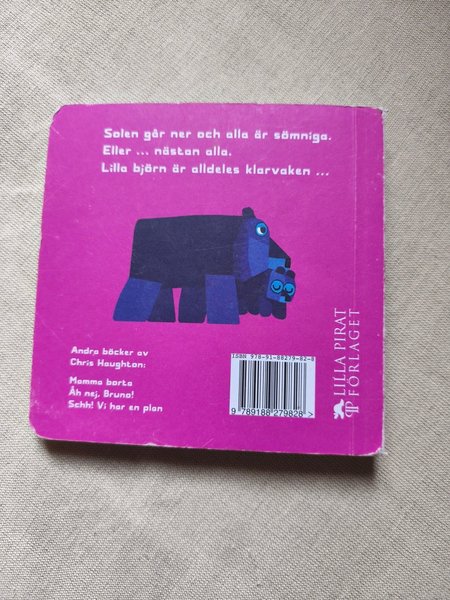 Solen går ner och alla är sömniga.
Eller ... nästan alla.
Lilla björn är alldeles klarvaken ...
Andra böcker av
Chris Haughton:
Mamma borta
Åh nej, Bruno!
Schh! Vi har en plan
ISBN 978-91-88279-82-8
9 789188 279828 >
LILLA PIRAT
FÖRLAGET